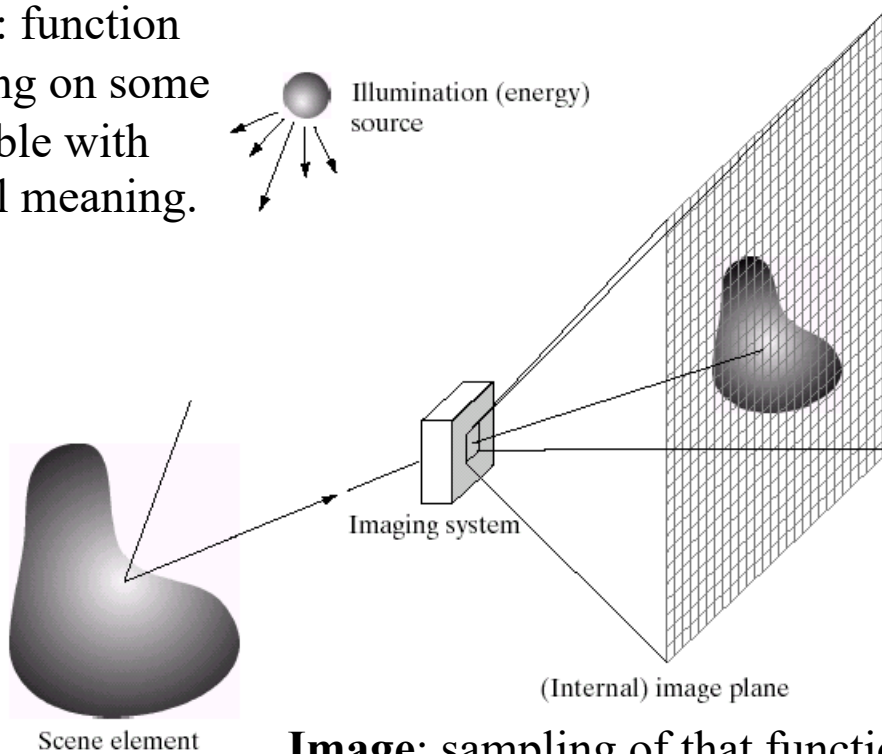 : function
ng on some
ble with
l meaning.
Illumination (energy)
source
Imaging system
(Internal) image plane
Scene element
Image: sampling of that functio